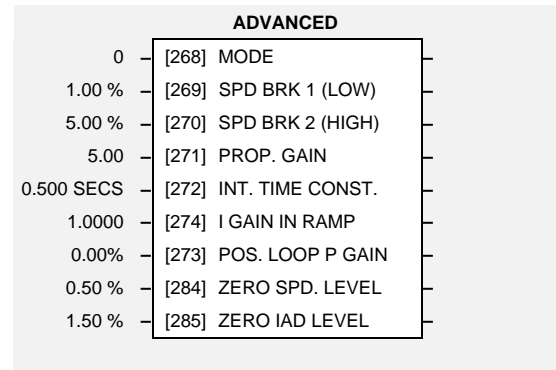 ADVANCED
0 – [268] MODE –
1.00 % – [269] SPD BRK 1 (LOW) –
5.00 % – [270] SPD BRK 2 (HIGH) –
5.00 – [271] PROP. GAIN –
0.500 SECS – [272] INT. TIME CONST. –
1.0000 – [274] I GAIN IN RAMP –
0.00% – [273] POS. LOOP P GAIN –
0.50 % – [284] ZERO SPD. LEVEL –
1.50 % – [285] ZERO IAD LEVEL –